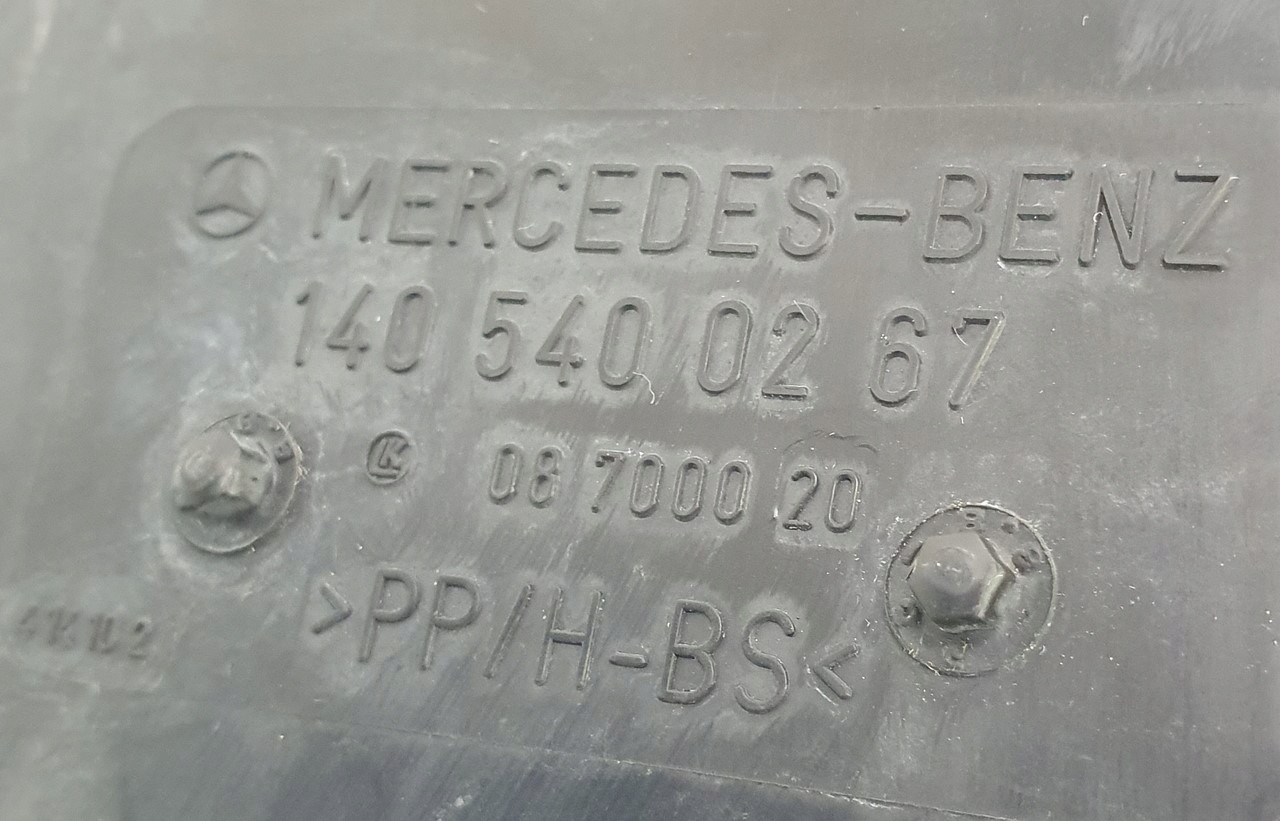 MERCEDES-BENZ
140 540 02 67
08 7000 20
>PP/H-BS<